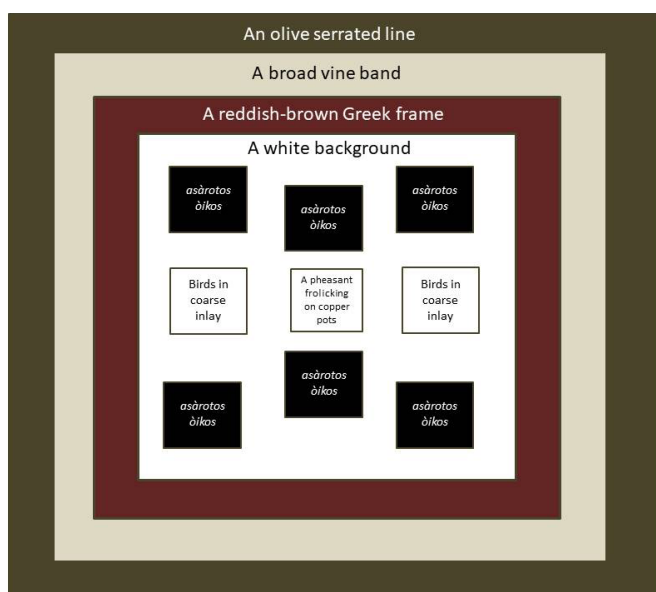 An olive serrated line
A broad vine band
A reddish-brown Greek frame
A white background
asàrotos
òikos
asàrotos
òikos
asàrotos
òikos
Birds in
coarse
inlay
A pheasant
frolicking
on copper
pots
Birds in
coarse
inlay
asàrotos
òikos
asàrotos
òikos
asàrotos
òikos